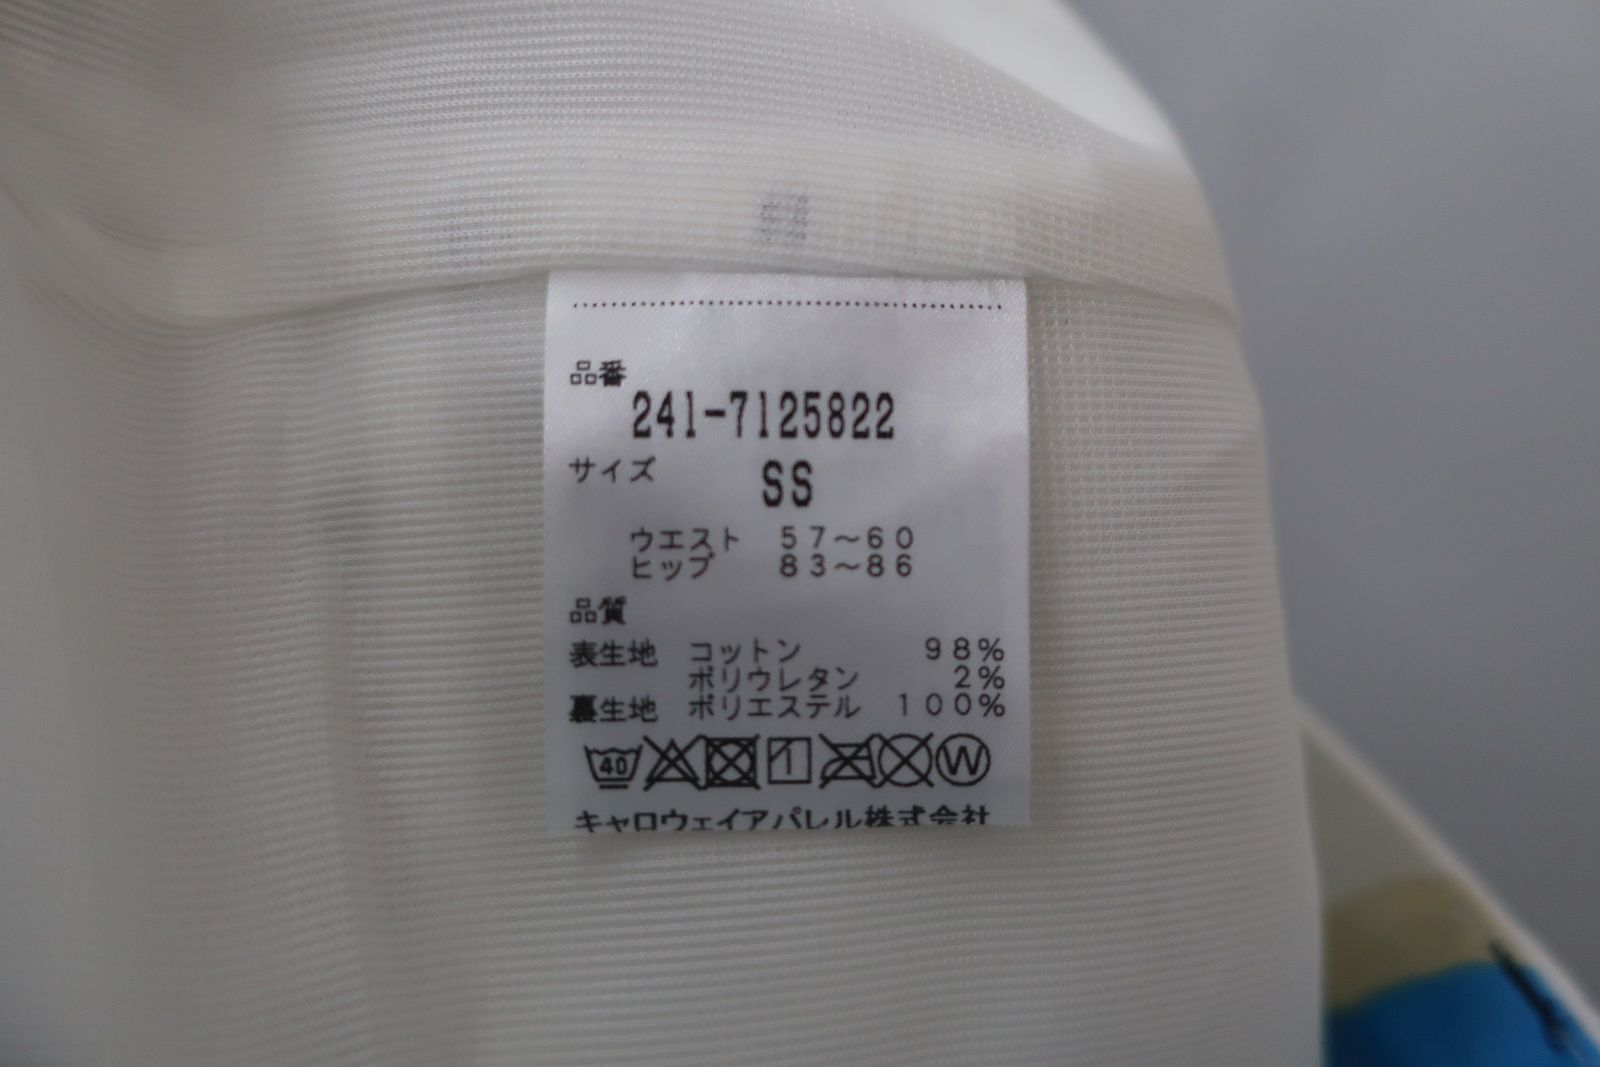 品番
241-7125822
サイズ SS
ウエスト 57～60
ヒップ 83～86
品質
表生地 コットン 98%
ポリウレタン 2%
裏生地 ポリエステル 100%
40 W
キャロウェイアパレル株式会社